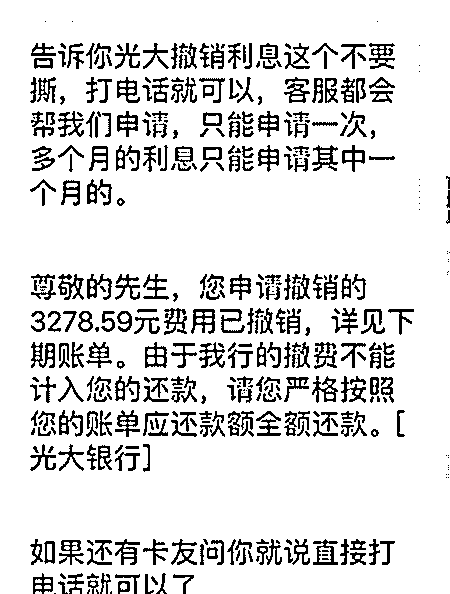 告诉你光大撤销利息这个不要
撕，打电话就可以，客服都会
帮我们申请，只能申请一次，
多个月的利息只能申请其中一
个月的。
尊敬的先生，您申请撤销的
3278.59元费用已撤销，详见下
期账单。由于我行的撤费不能
计入您的还款，请您严格按照
您的账单应还款额全额还款。[
光大银行]
如果还有卡友问你就说直接打
电话就可以了